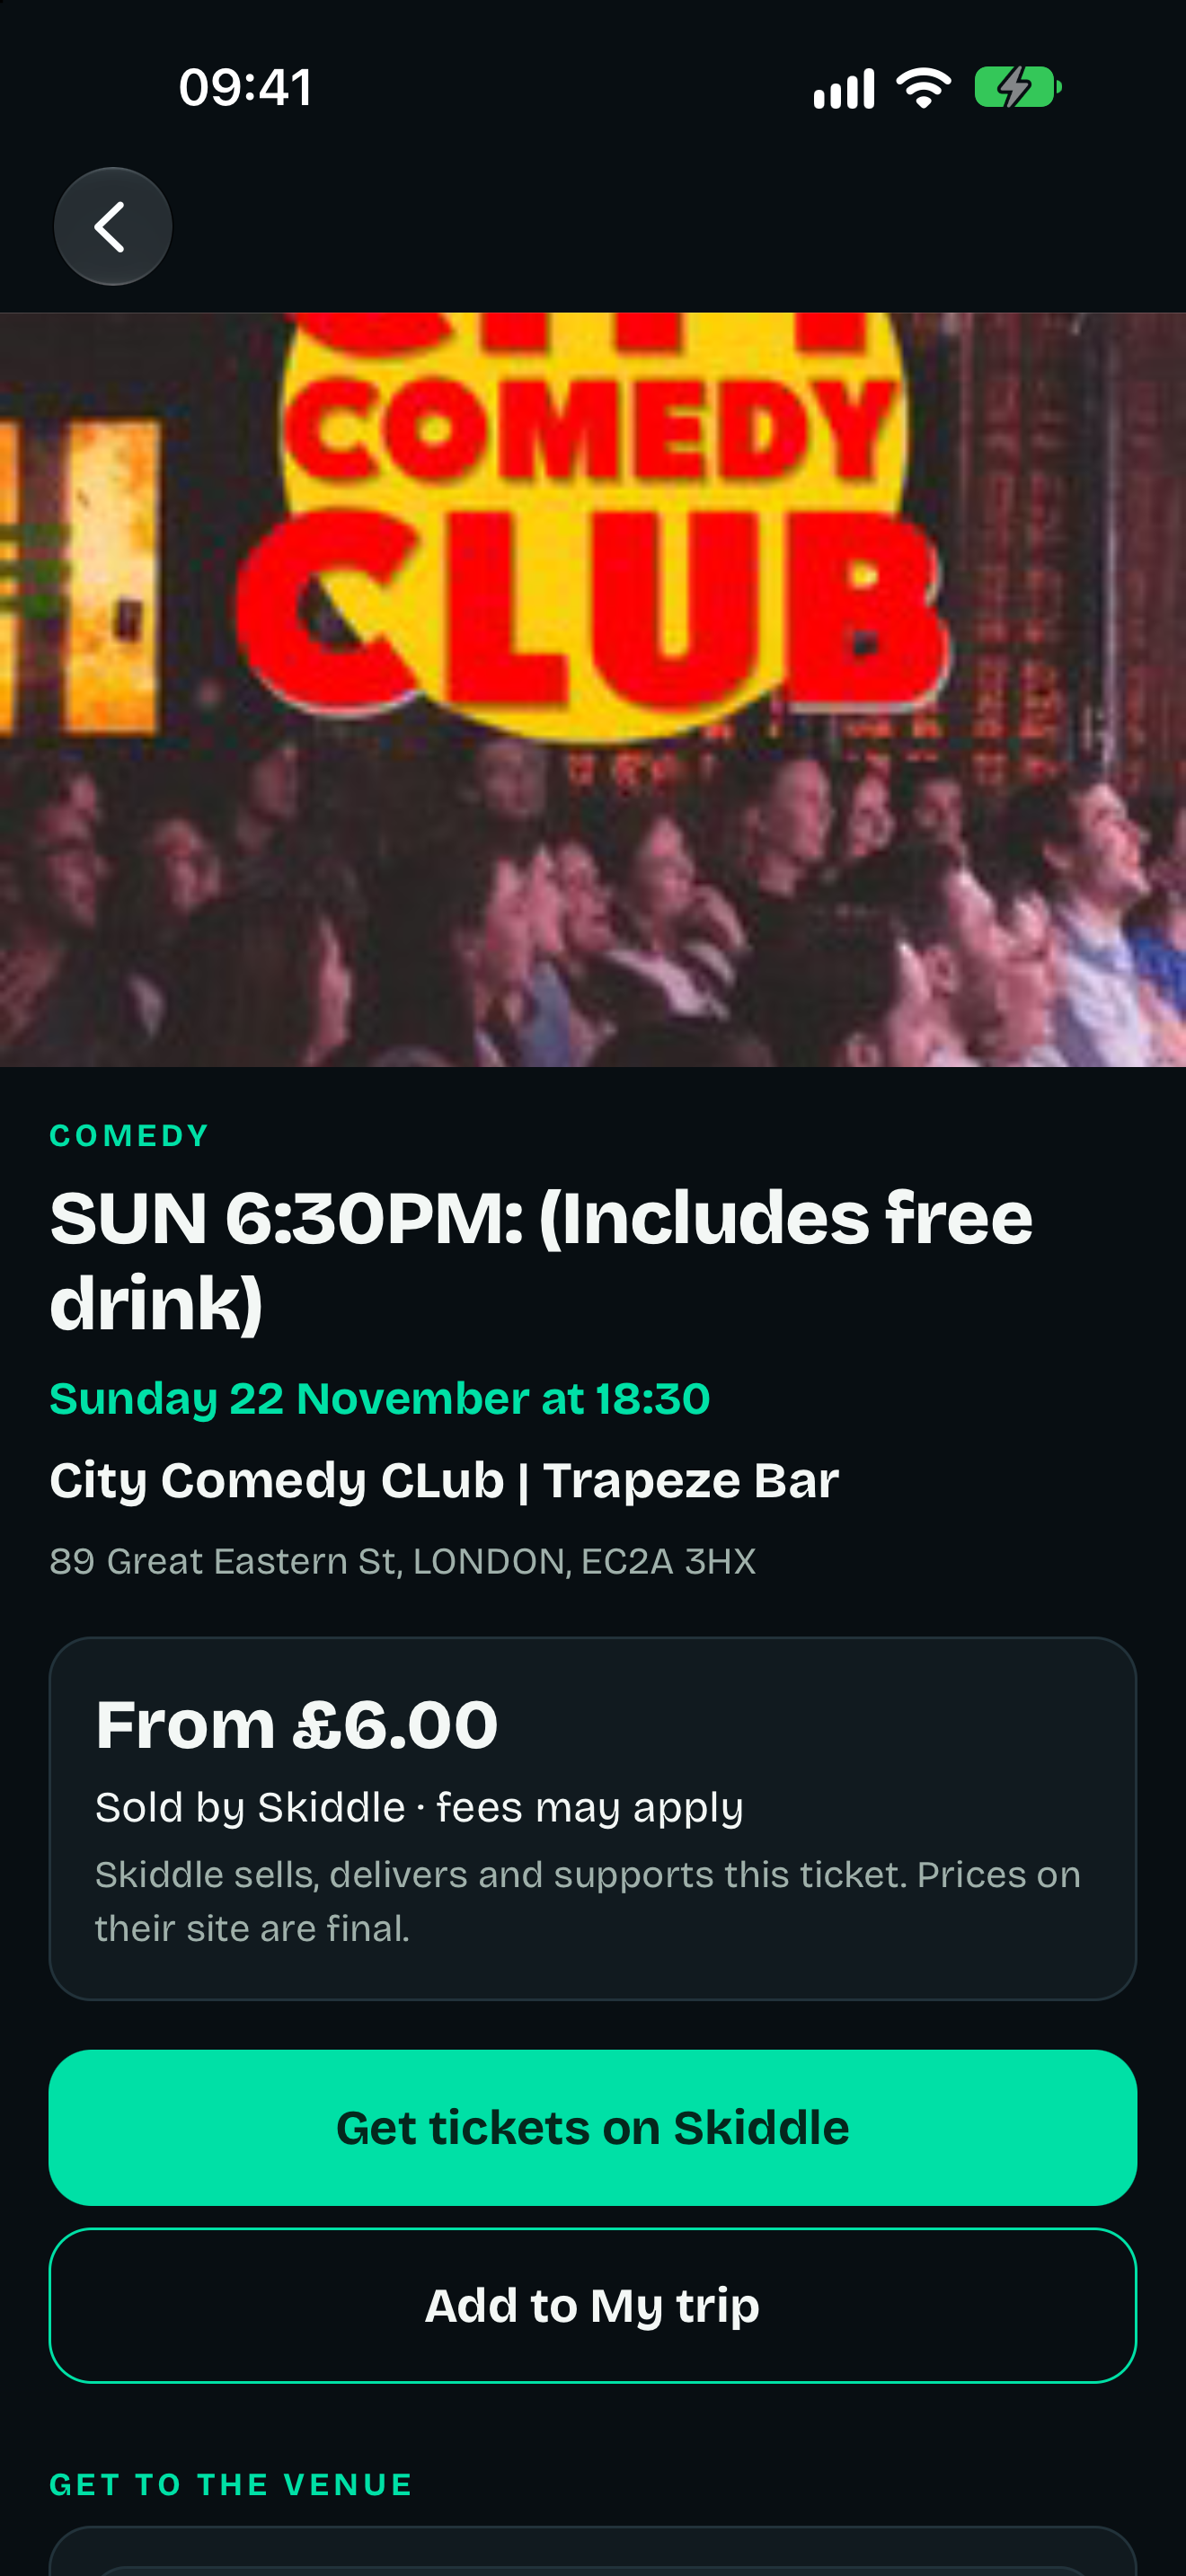 09:41
COMEDY
CLUB
COMEDY
SUN 6:30PM: (Includes free
drink)
Sunday 22 November at 18:30
City Comedy CLub | Trapeze Bar
89 Great Eastern St, LONDON, EC2A 3HX
From £6.00
Sold by Skiddle · fees may apply
Skiddle sells, delivers and supports this ticket. Prices on
their site are final.
Get tickets on Skiddle
Add to My trip
GET TO THE VENUE